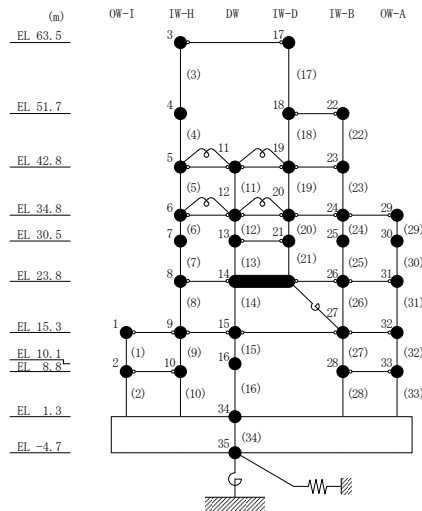 (m) OW-I IW-H DW IW-D IW-B OW-A
EL 63.5 3 17
(3) (17)
EL 51.7 4 18 22
(4) (18) (22)
EL 42.8 5 11 19 23
(5) (11) (19) (23)
EL 34.8 6 12 20 24 29
(6) (12) (20) (24) (29)
EL 30.5 7 13 21 25 30
(7) (13) (21) (25) (30)
EL 23.8 8 14 26 31
(8) (14) (26) (31)
27
EL 15.3 1 9 15 32
(1) (9) (15) (27) (32)
EL 10.1 16
EL 8.8 2 10 28 33
(2) (10) (16) (28) (33)
EL 1.3 34
(34)
EL -4.7 35